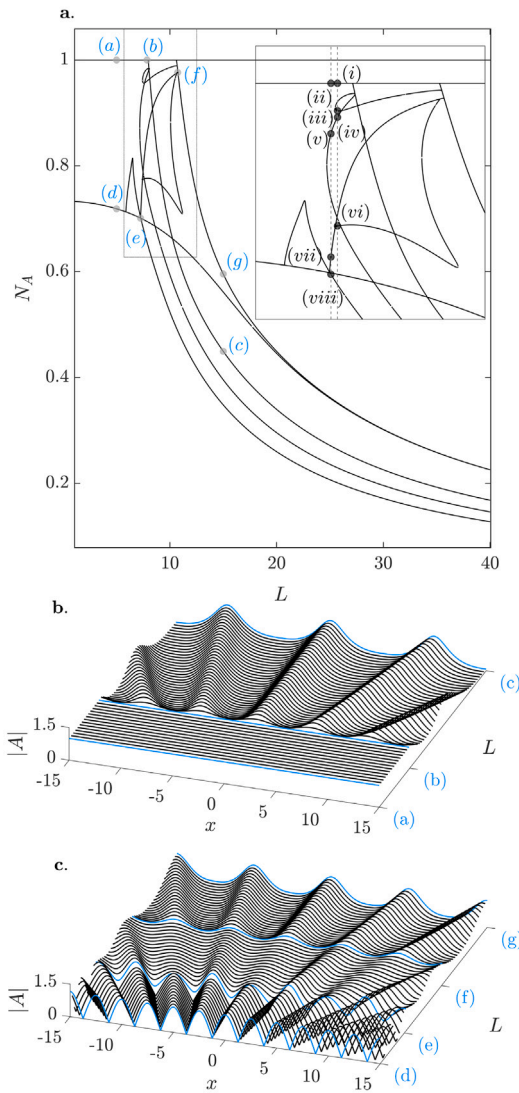 a.
(a) (b)
(f)
(d)
(e)
(g)
(c)
(i)
(ii)
(iii)
(iv)
(v)
(vi)
(vii)
(viii)
1
0.8
0.6
0.4
0.2
N_A
10 20 30 40
L
b.
1.5
0
|A|
-15 -10 -5 0 5 10 15
x
(a)
(b)
(c)
L
c.
1.5
0
|A|
-15 -10 -5 0 5 10 15
x
(d)
(e)
(f)
(g)
L